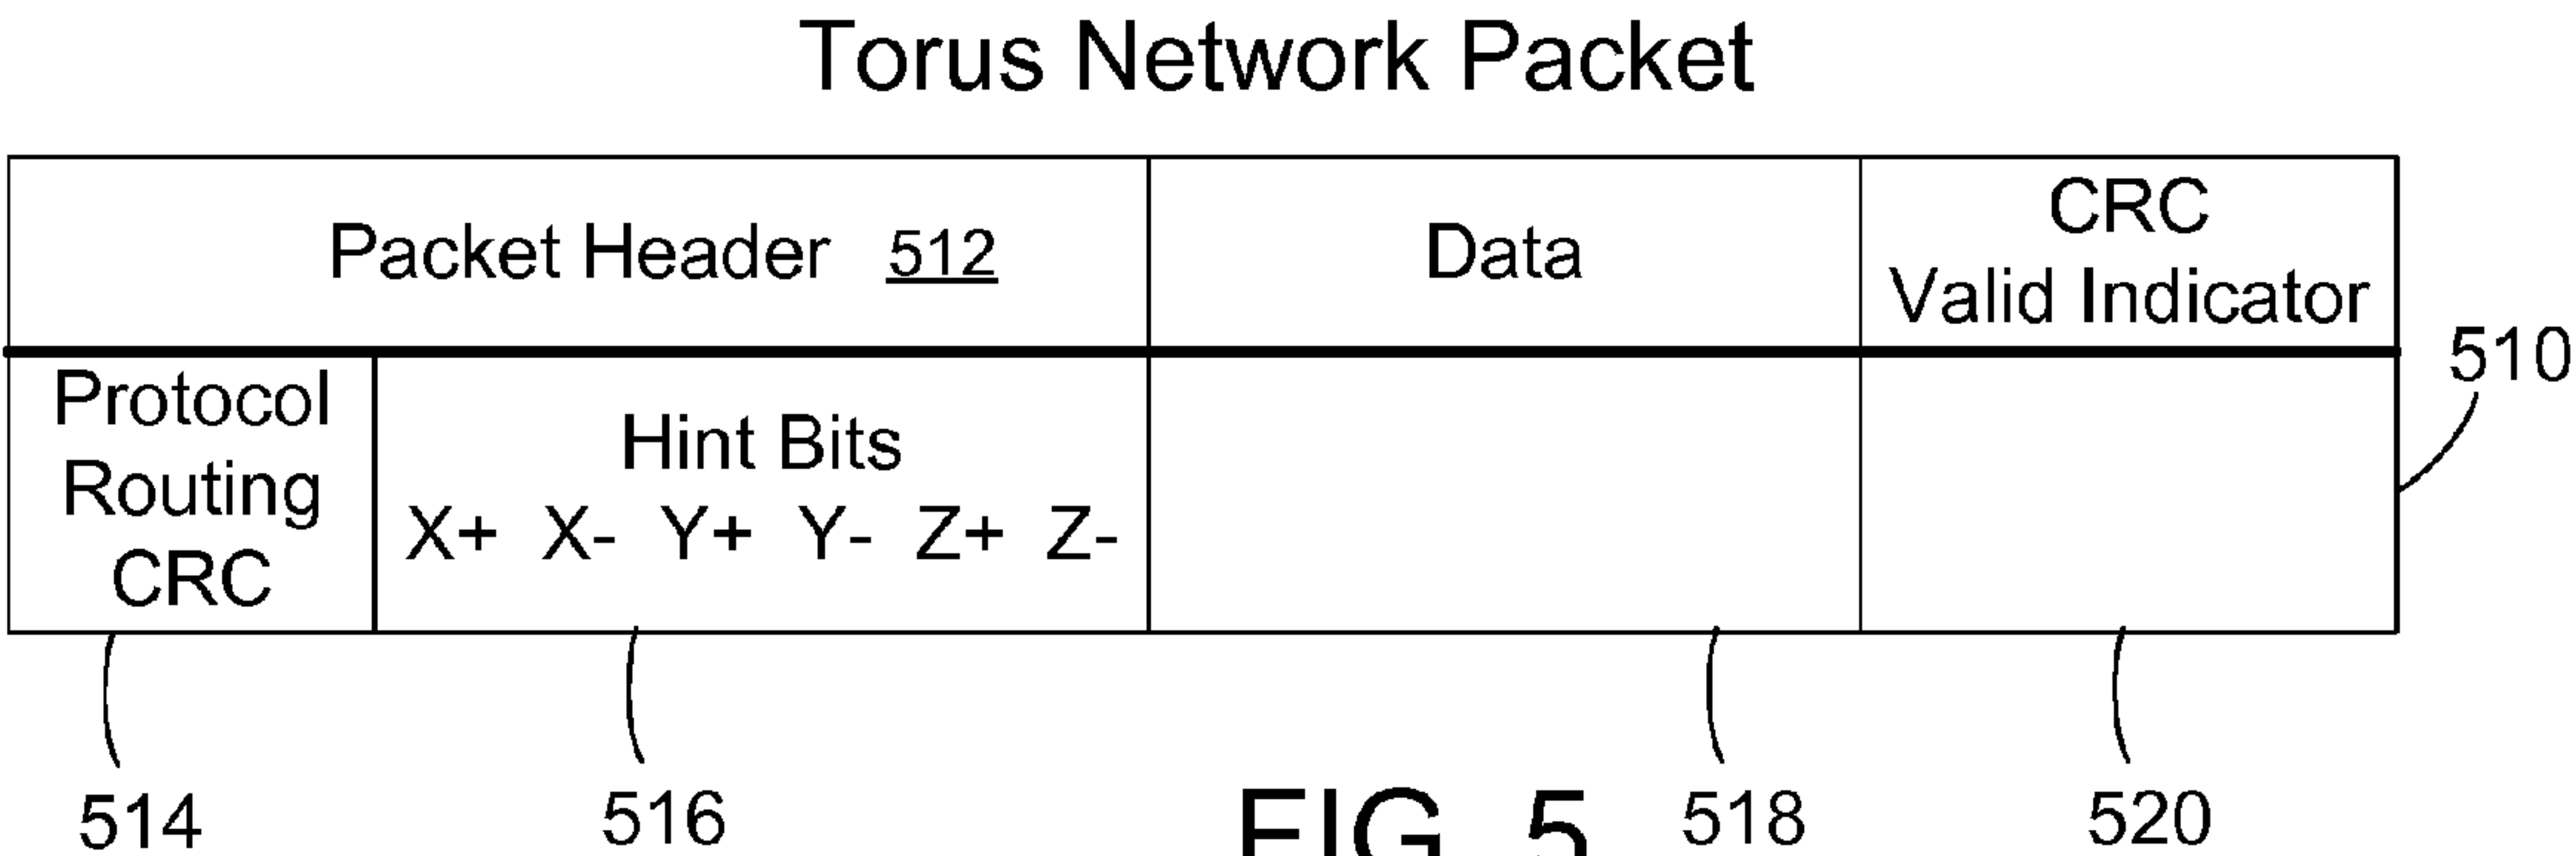 Torus Network Packet
Packet Header 512
Data
CRC
Valid Indicator
510
Protocol
Routing
CRC
Hint Bits
X+ X- Y+ Y- Z+ Z-
514
516
518
520
FIG. 5